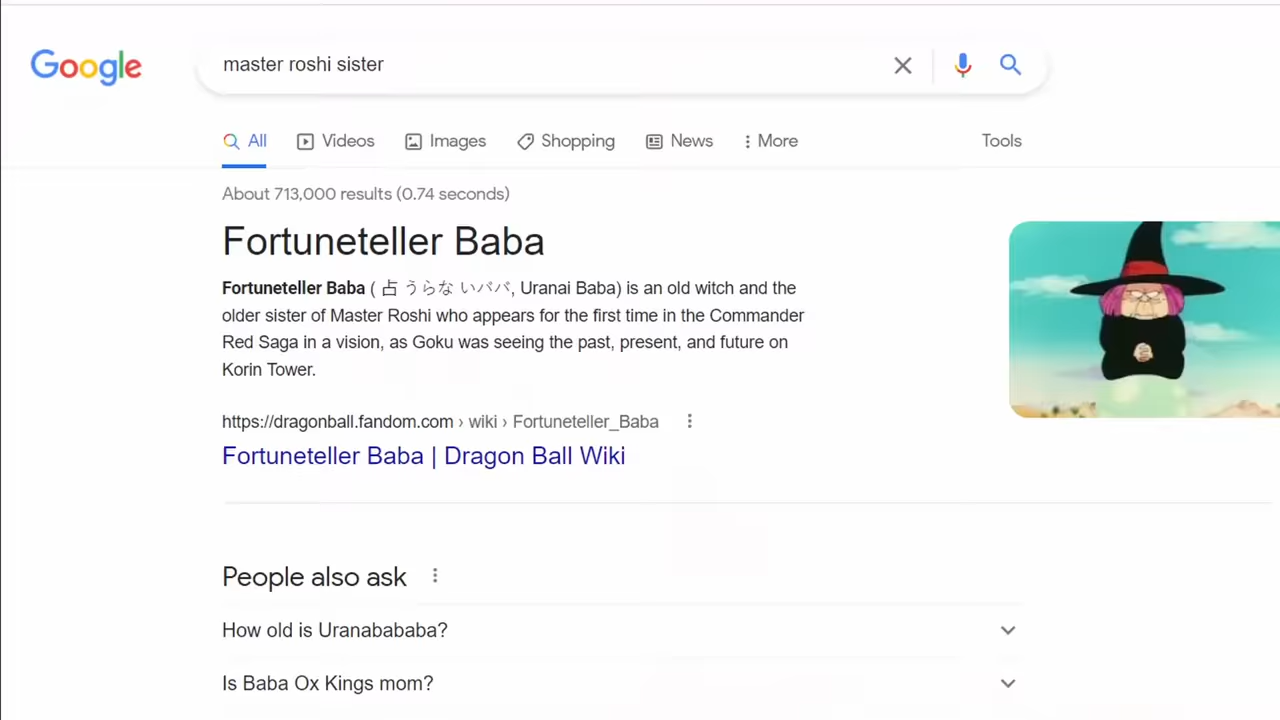 Google
master roshi sister
All Videos Images Shopping News More Tools
About 713,000 results (0.74 seconds)
Fortuneteller Baba
Fortuneteller Baba ( 占 うらな いババ, Uranai Baba) is an old witch and the
older sister of Master Roshi who appears for the first time in the Commander
Red Saga in a vision, as Goku was seeing the past, present, and future on
Korin Tower.
https://dragonball.fandom.com › wiki › Fortuneteller_Baba
Fortuneteller Baba | Dragon Ball Wiki
People also ask
How old is Uranabababa?
Is Baba Ox Kings mom?